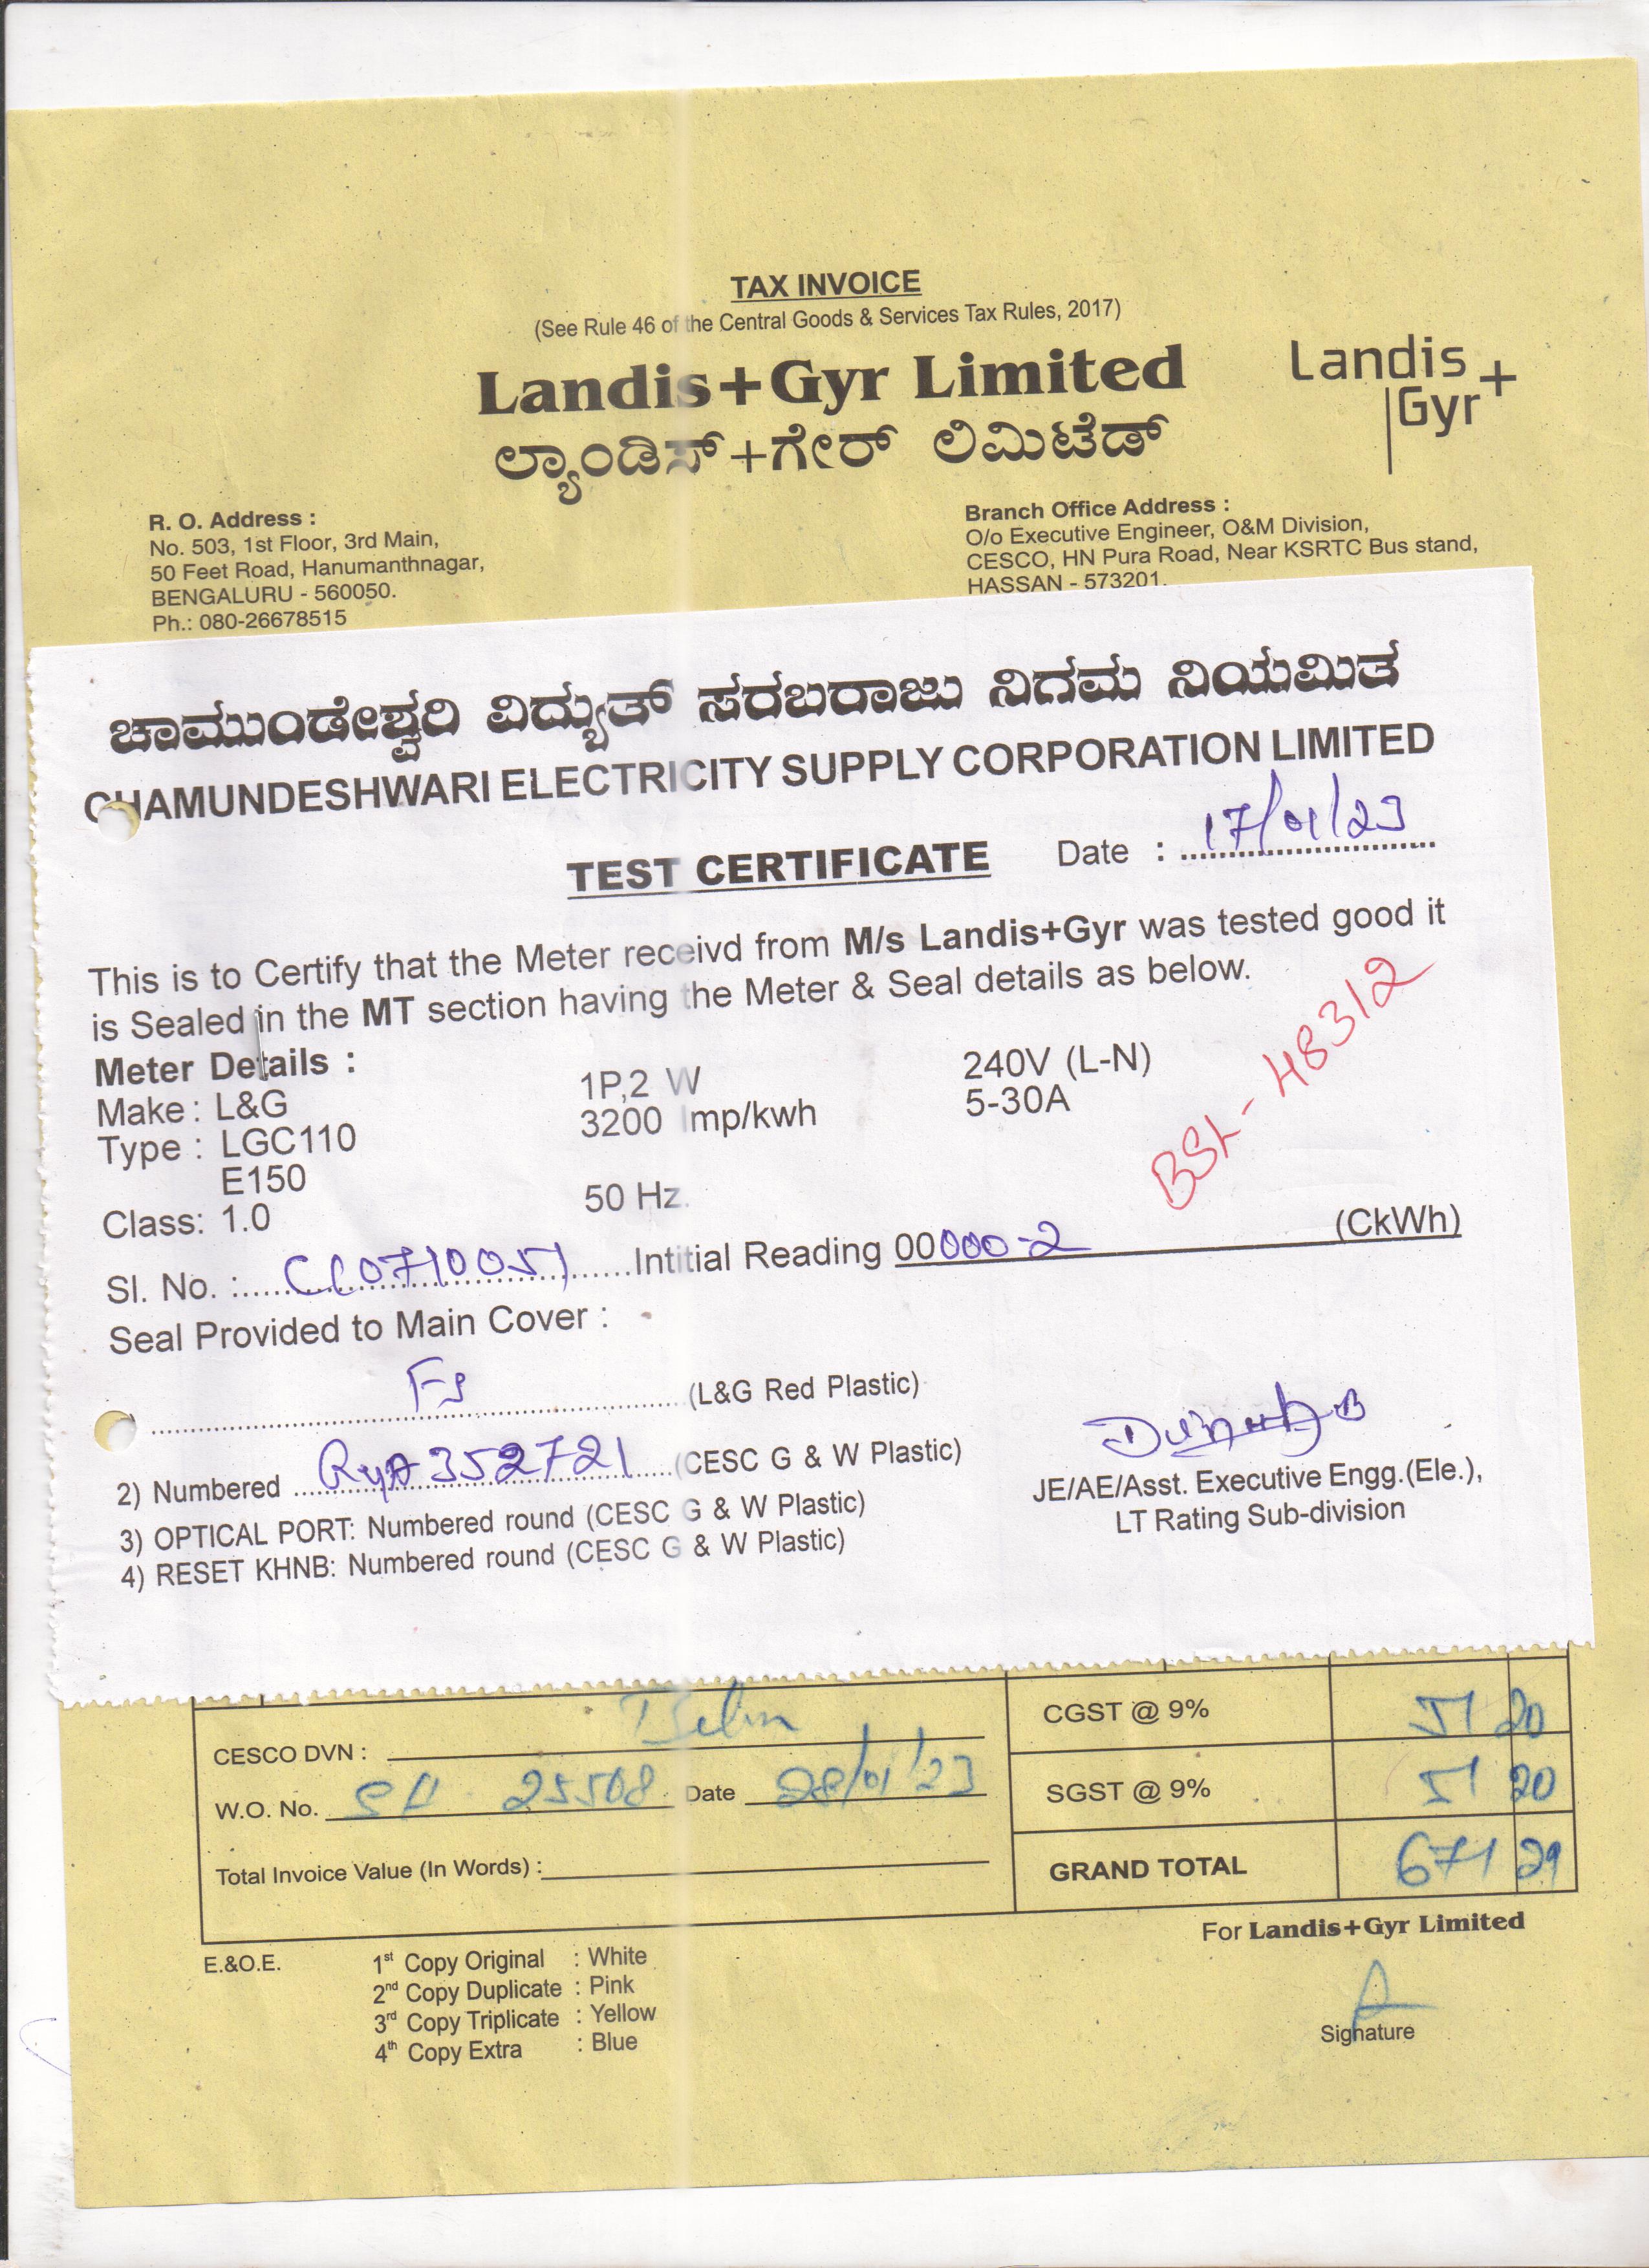 TAX INVOICE
(See Rule 46 of the Central Goods & Services Tax Rules, 2017)
Landis+Gyr Limited
Landis
Gyr+
ಲ್ಯಾಂಡಿಸ್+ಗೇರ್ ಲಿಮಿಟೆಡ್
R. O. Address :
No. 503, 1st Floor, 3rd Main,
50 Feet Road, Hanumanthnagar,
BENGALURU - 560050.
Ph.: 080-26678515
Branch Office Address :
O/o Executive Engineer, O&M Division,
CESCO, HN Pura Road, Near KSRTC Bus stand,
HASSAN - 573201.
ಚಾಮುಂಡೇಶ್ವರಿ ವಿದ್ಯುತ್ ಸರಬರಾಜು ನಿಗಮ ನಿಯಮಿತ
CHAMUNDESHWARI ELECTRICITY SUPPLY CORPORATION LIMITED
TEST CERTIFICATE Date : 17/01/23
This is to Certify that the Meter receivd from M/s Landis+Gyr was tested good it
is Sealed in the MT section having the Meter & Seal details as below.
Meter Details :
Make : L&G 1P,2 W 240V (L-N)
Type : LGC110 3200 Imp/kwh 5-30A
E150
Class: 1.0 50 Hz.
BSK - 48312
Sl. No. : Intitial Reading 00000-2 (CkWh)
Seal Provided to Main Cover :
(L&G Red Plastic)
2) Numbered 352721 (CESC G & W Plastic)
3) OPTICAL PORT: Numbered round (CESC G & W Plastic)
4) RESET KHNB: Numbered round (CESC G & W Plastic)
JE/AE/Asst. Executive Engg.(Ele.),
LT Rating Sub-division
CESCO DVN :
W.O. No. 25508 Date 28/01/23
Total Invoice Value (In Words) :
CGST @ 9% 51 20
SGST @ 9% 51 20
GRAND TOTAL 671 29
For Landis+Gyr Limited
Signature
E.&O.E.
1st Copy Original : White
2nd Copy Duplicate : Pink
3rd Copy Triplicate : Yellow
4th Copy Extra : Blue